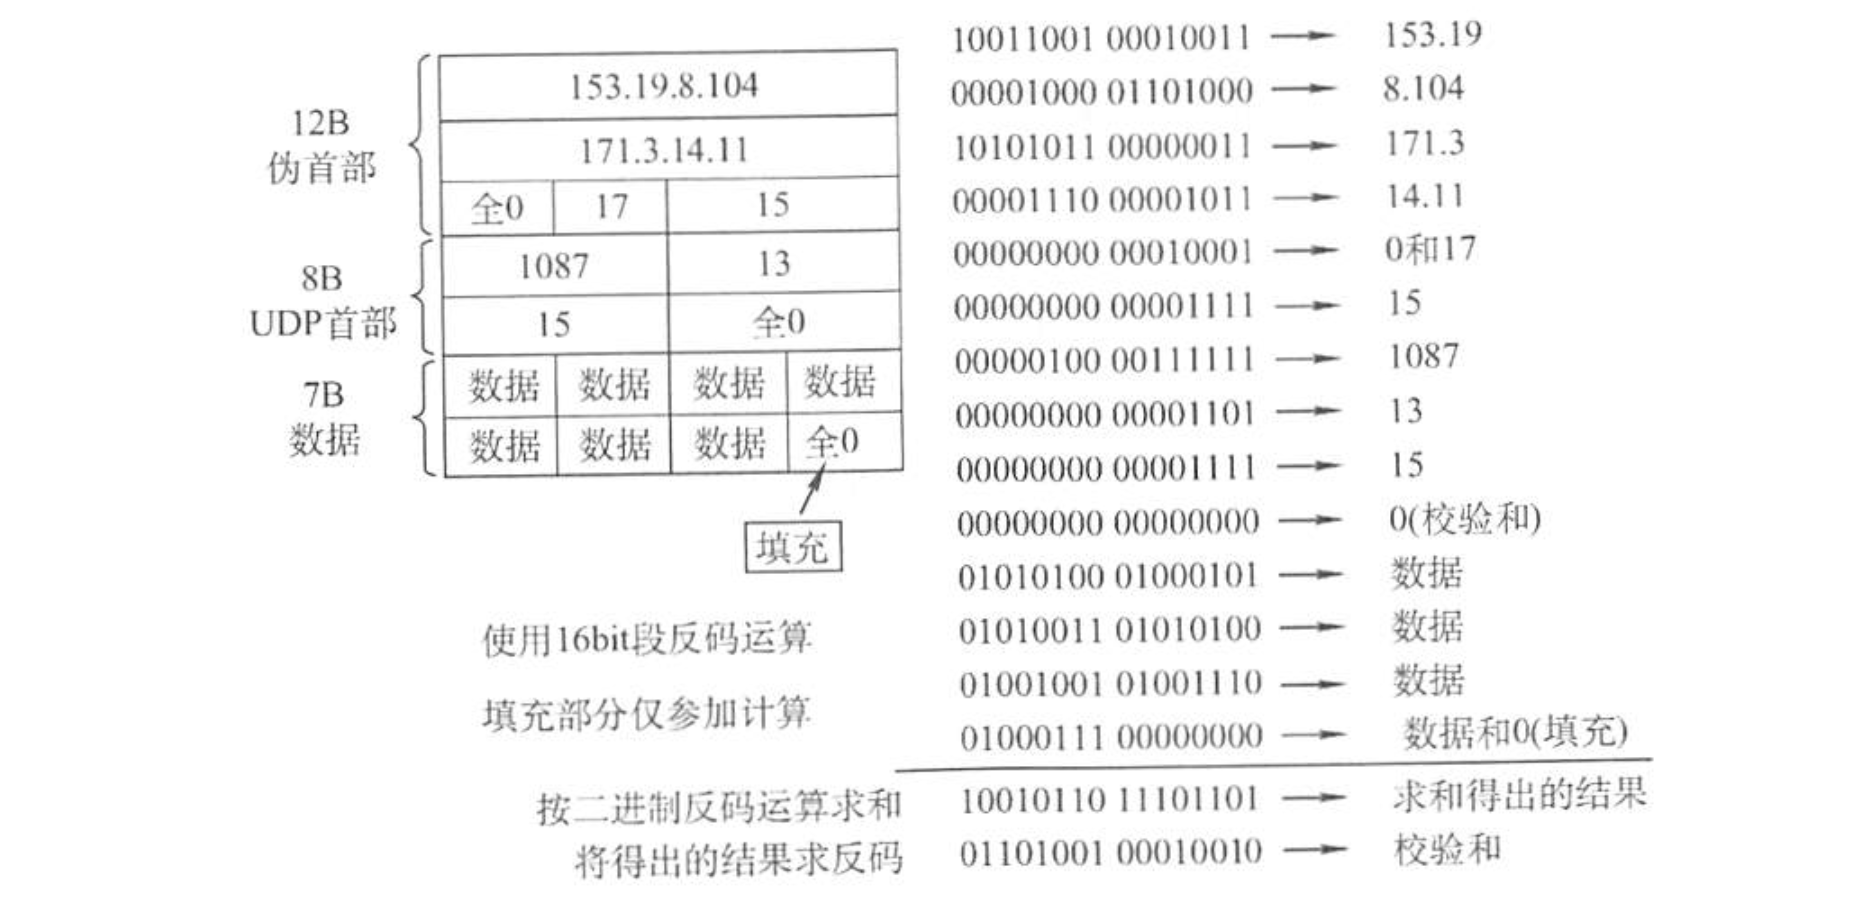 12B
伪首部
153.19.8.104
171.3.14.11
全0 17 15
8B
UDP首部
1087 13
15 全0
7B
数据
数据 数据 数据 数据
数据 数据 数据 全0
填充
使用16bit段反码运算
填充部分仅参加计算
10011001 00010011 → 153.19
00001000 01101000 → 8.104
10101011 00000011 → 171.3
00001110 00001011 → 14.11
00000000 00010001 → 0和17
00000000 00001111 → 15
00000100 00111111 → 1087
00000000 00001101 → 13
00000000 00001111 → 15
00000000 00000000 → 0(校验和)
01010100 01000101 → 数据
01010011 01010100 → 数据
01001001 01001110 → 数据
01000111 00000000 → 数据和0(填充)
按二进制反码运算求和 10010110 11101101 → 求和得出的结果
将得出的结果求反码 01101001 00010010 → 校验和